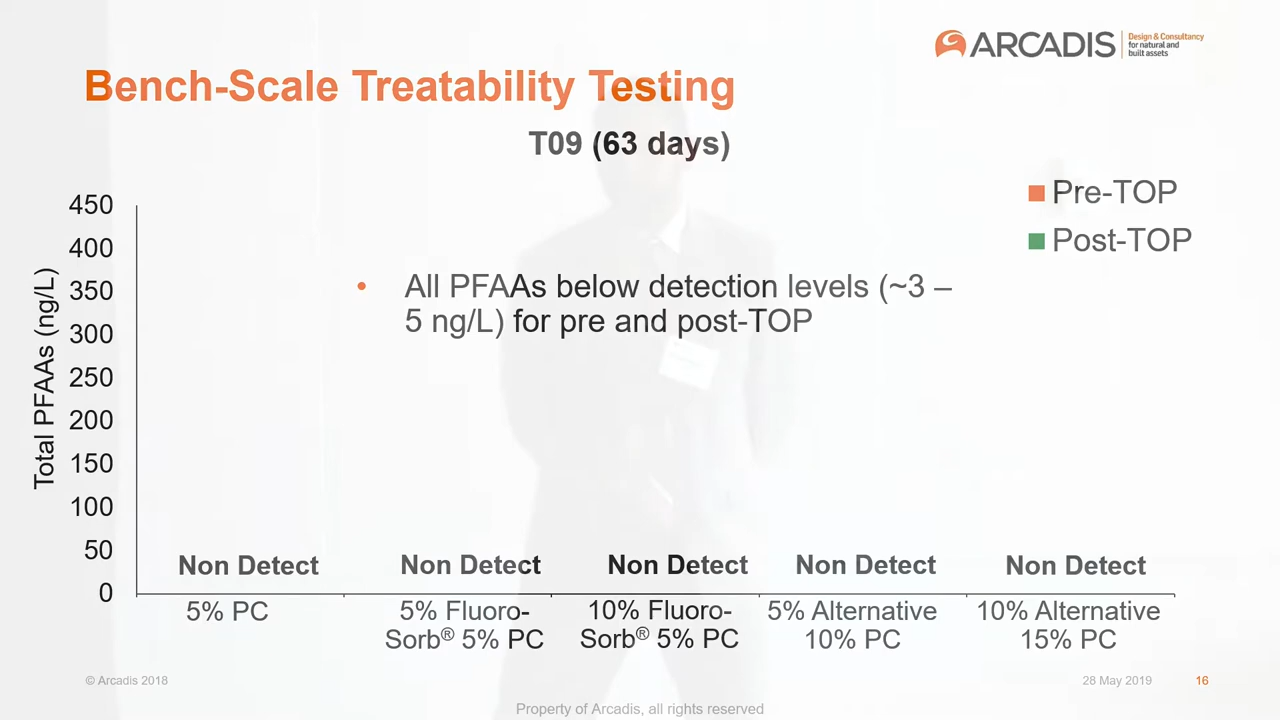 ARCADIS
Design & Consultancy
for natural and
built assets
Bench-Scale Treatability Testing
T09 (63 days)
Pre-TOP
Post-TOP
Total PFAAs (ng/L)
450
400
350
300
250
200
150
100
50
0
• All PFAAs below detection levels (~3 –
5 ng/L) for pre and post-TOP
Non Detect Non Detect Non Detect Non Detect Non Detect
5% PC
5% Fluoro-
Sorb® 5% PC
10% Fluoro-
Sorb® 5% PC
5% Alternative
10% PC
10% Alternative
15% PC
© Arcadis 2018
28 May 2019
16
Property of Arcadis, all rights reserved